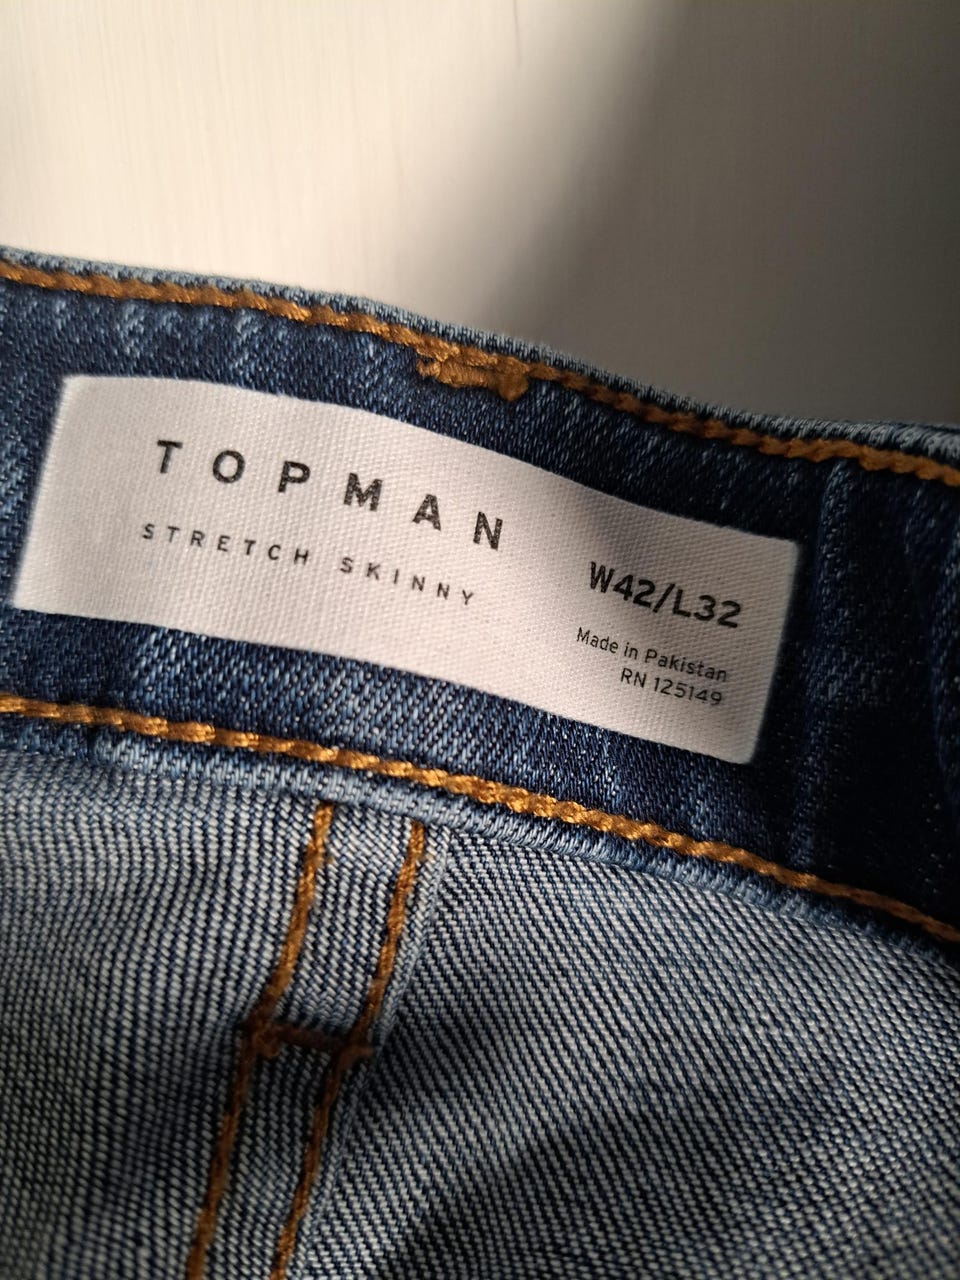 TOPMAN
STRETCH SKINNY
W42/L32
Made in Pakistan
RN 125149